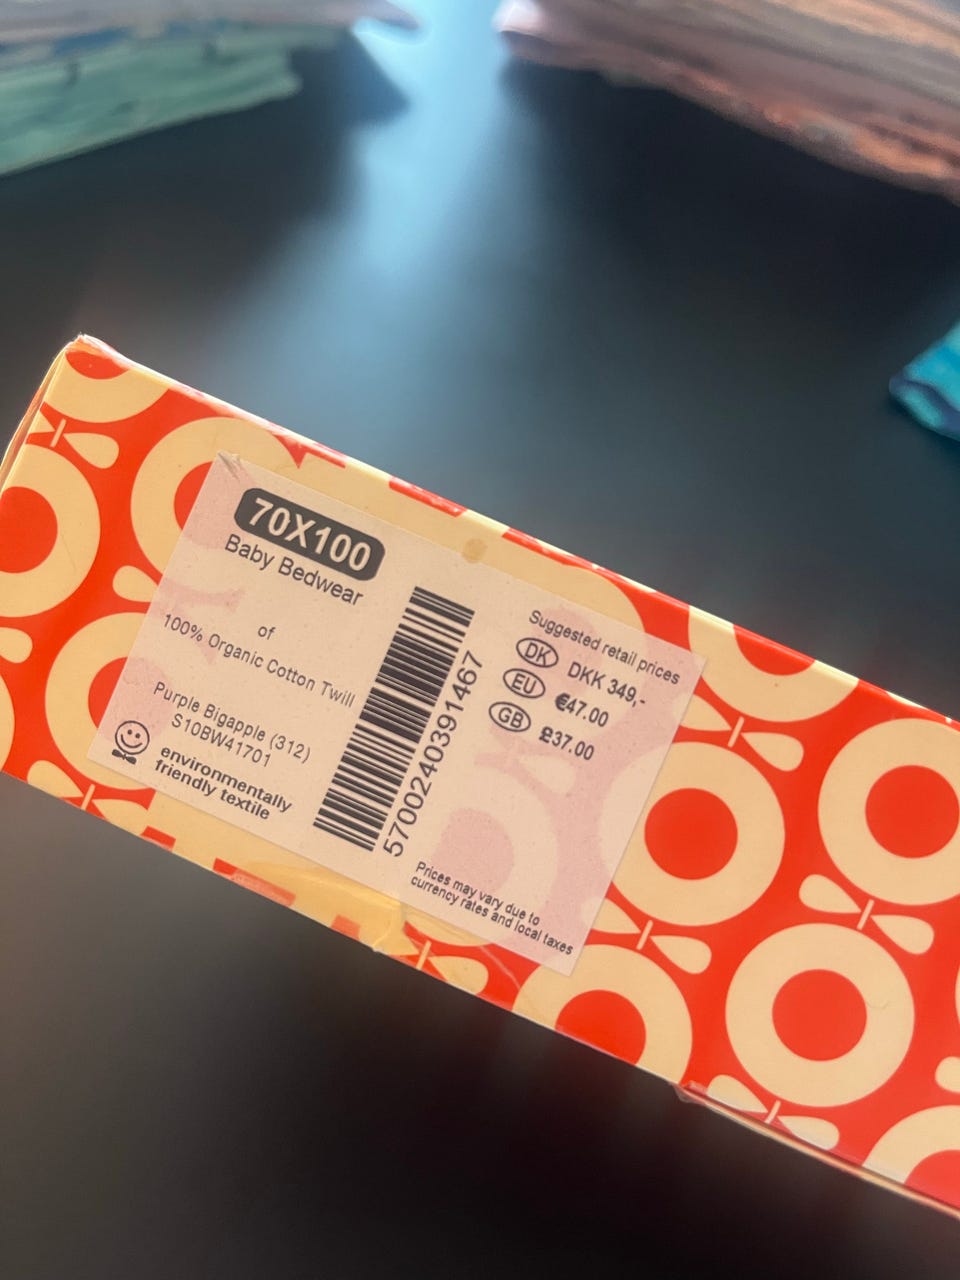 70X100
Baby Bedwear
of
100% Organic Cotton Twill
Purple Bigapple (312)
S10BW41701
environmentally
friendly textile
5700240391467
Suggested retail prices
DK DKK 349,-
EU €47.00
GB £37.00
Prices may vary due to
currency rates and local taxes